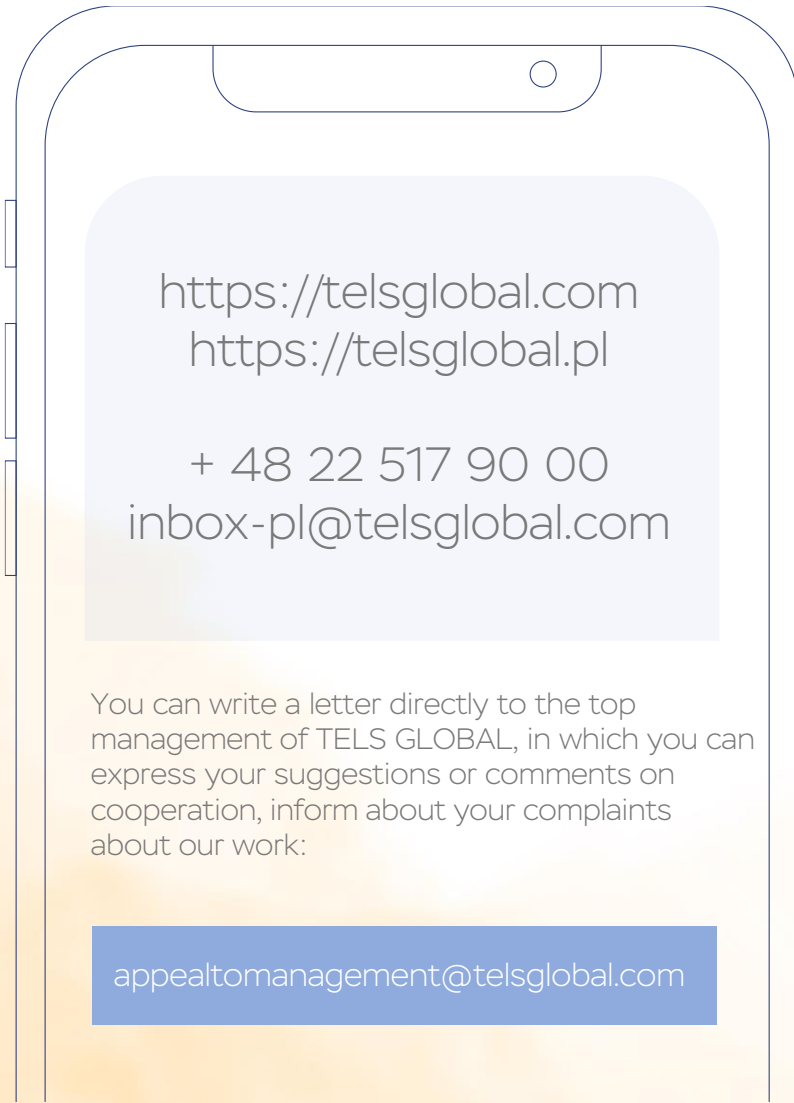 https://telsglobal.com
https://telsglobal.pl
+ 48 22 517 90 00
inbox-pl@telsglobal.com
You can write a letter directly to the top
management of TELS GLOBAL, in which you can
express your suggestions or comments on
cooperation, inform about your complaints
about our work:
appealtomanagement@telsglobal.com